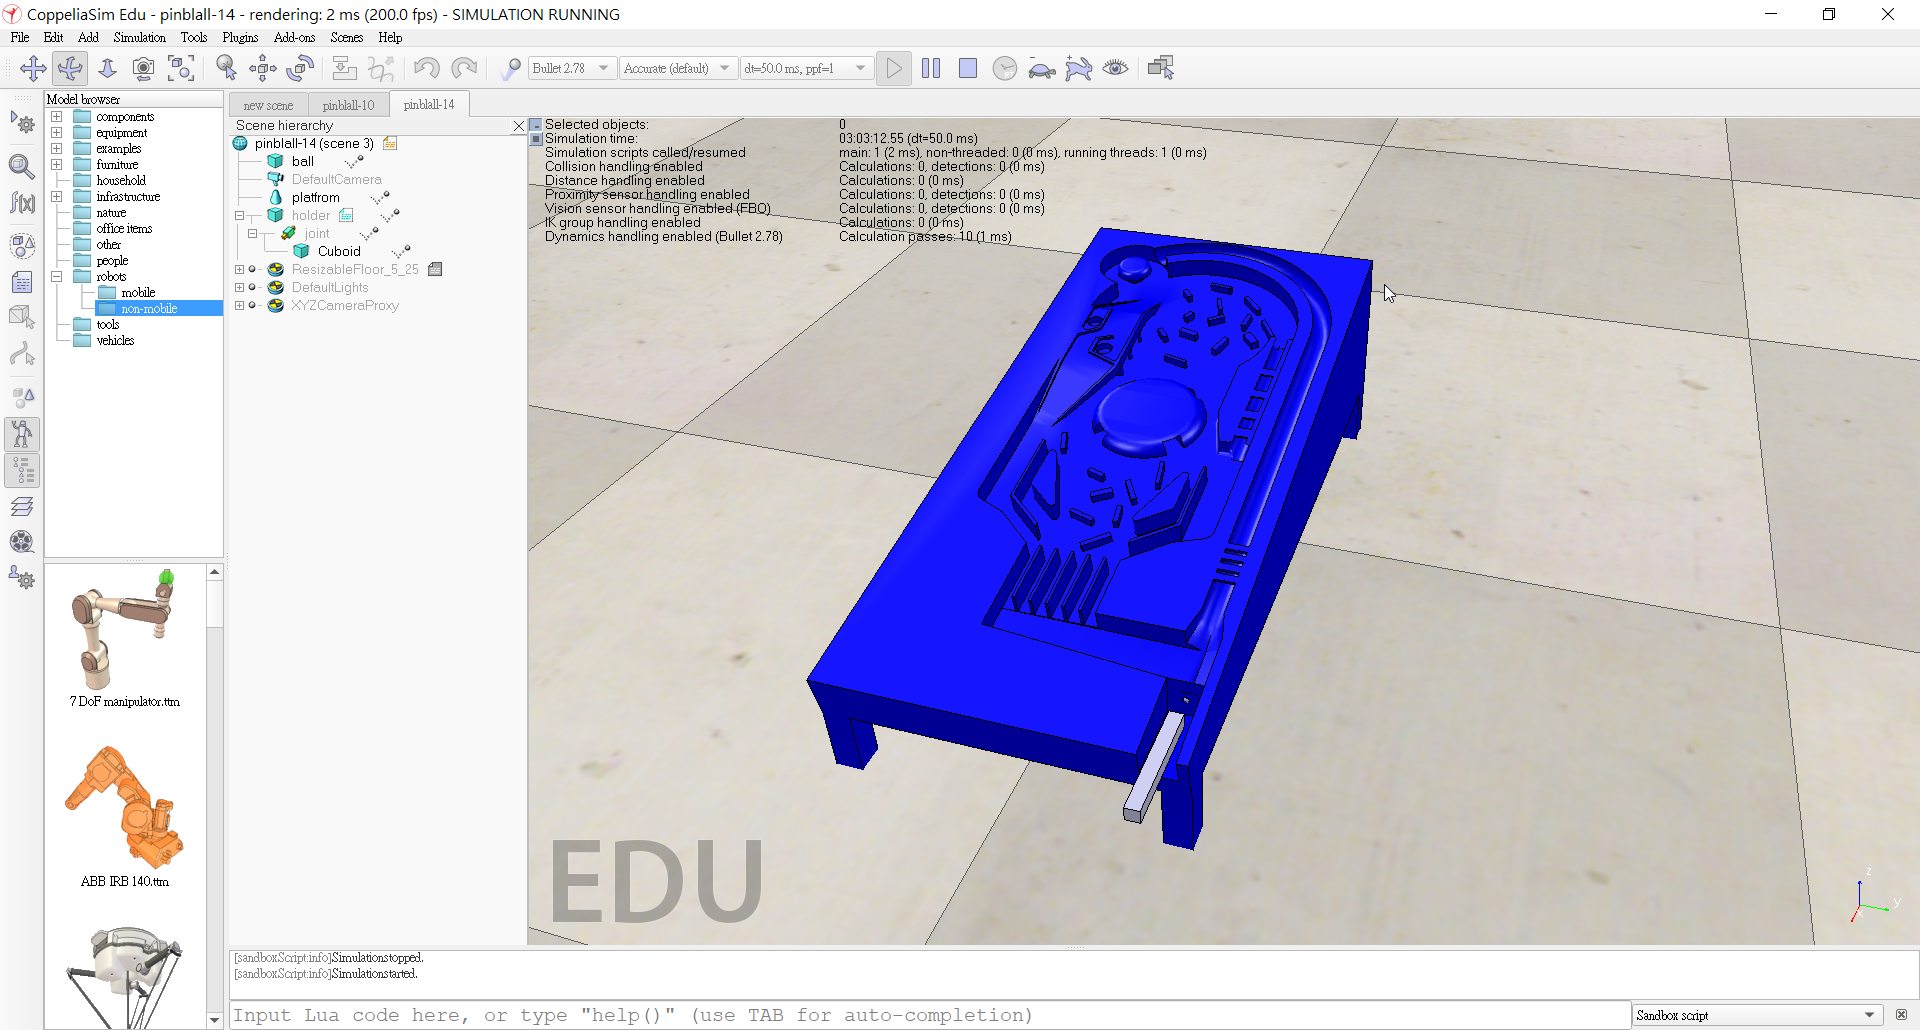 CoppeliaSim Edu - pinblall-14 - rendering: 2 ms (200.0 fps) - SIMULATION RUNNING
File Edit Add Simulation Tools Plugins Add-ons Scenes Help
Bullet 2.78 Accurate (default) dt=50.0 ms, ppf=1
Model browser
components
equipment
examples
furniture
household
infrastructure
nature
office items
other
people
robots
mobile
non-mobile
tools
vehicles
7 DoF manipulator.ttm
ABB IRB 140.ttm
new scene pinblall-10 pinblall-14
Scene hierarchy
pinblall-14 (scene 3)
ball
DefaultCamera
platfrom
holder
joint
Cuboid
ResizableFloor_5_25
DefaultLights
XYZCameraProxy
Selected objects: 0
Simulation time: 03:03:12.55 (dt=50.0 ms)
Simulation scripts called/resumed main: 1 (2 ms), non-threaded: 0 (0 ms), running threads: 1 (0 ms)
Collision handling enabled Calculations: 0, detections: 0 (0 ms)
Distance handling enabled Calculations: 0 (0 ms)
Proximity sensor handling enabled Calculations: 0, detections: 0 (0 ms)
Vision sensor handling enabled (FBO) Calculations: 0, detections: 0 (0 ms)
IK group handling enabled Calculations: 0 (0 ms)
Dynamics handling enabled (Bullet 2.78) Calculation passes: 10 (1 ms)
EDU
z
y
x
[sandboxScript:info]Simulationstopped.
[sandboxScript:info]Simulationstarted.
Input Lua code here, or type "help()" (use TAB for auto-completion)
Sandbox script